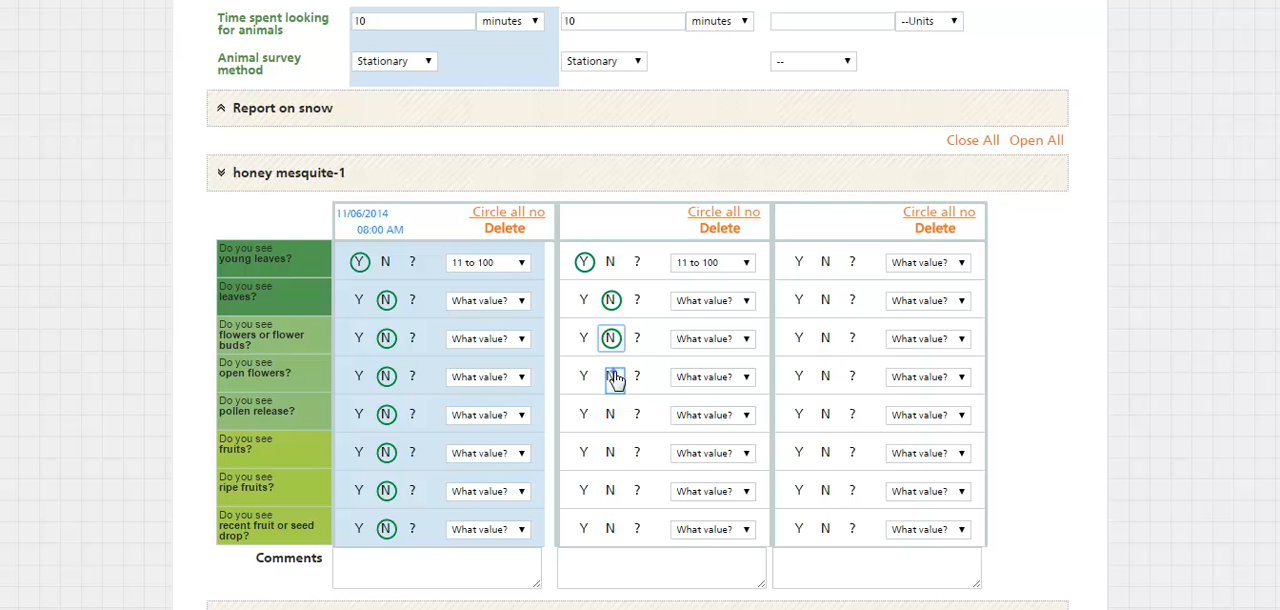 Time spent looking
for animals
10 minutes 10 minutes --Units
Animal survey
method
Stationary Stationary --
Report on snow
Close All Open All
honey mesquite-1
11/06/2014 Circle all no Circle all no Circle all no
08:00 AM Delete Delete Delete
Do you see
young leaves?
Y N ? 11 to 100 Y N ? 11 to 100 Y N ? What value?
Do you see
leaves?
Y N ? What value? Y N ? What value? Y N ? What value?
Do you see
flowers or flower
buds?
Y N ? What value? Y N ? What value? Y N ? What value?
Do you see
open flowers?
Y N ? What value? Y N ? What value? Y N ? What value?
Do you see
pollen release?
Y N ? What value? Y N ? What value? Y N ? What value?
Do you see
fruits?
Y N ? What value? Y N ? What value? Y N ? What value?
Do you see
ripe fruits?
Y N ? What value? Y N ? What value? Y N ? What value?
Do you see
recent fruit or seed
drop?
Y N ? What value? Y N ? What value? Y N ? What value?
Comments